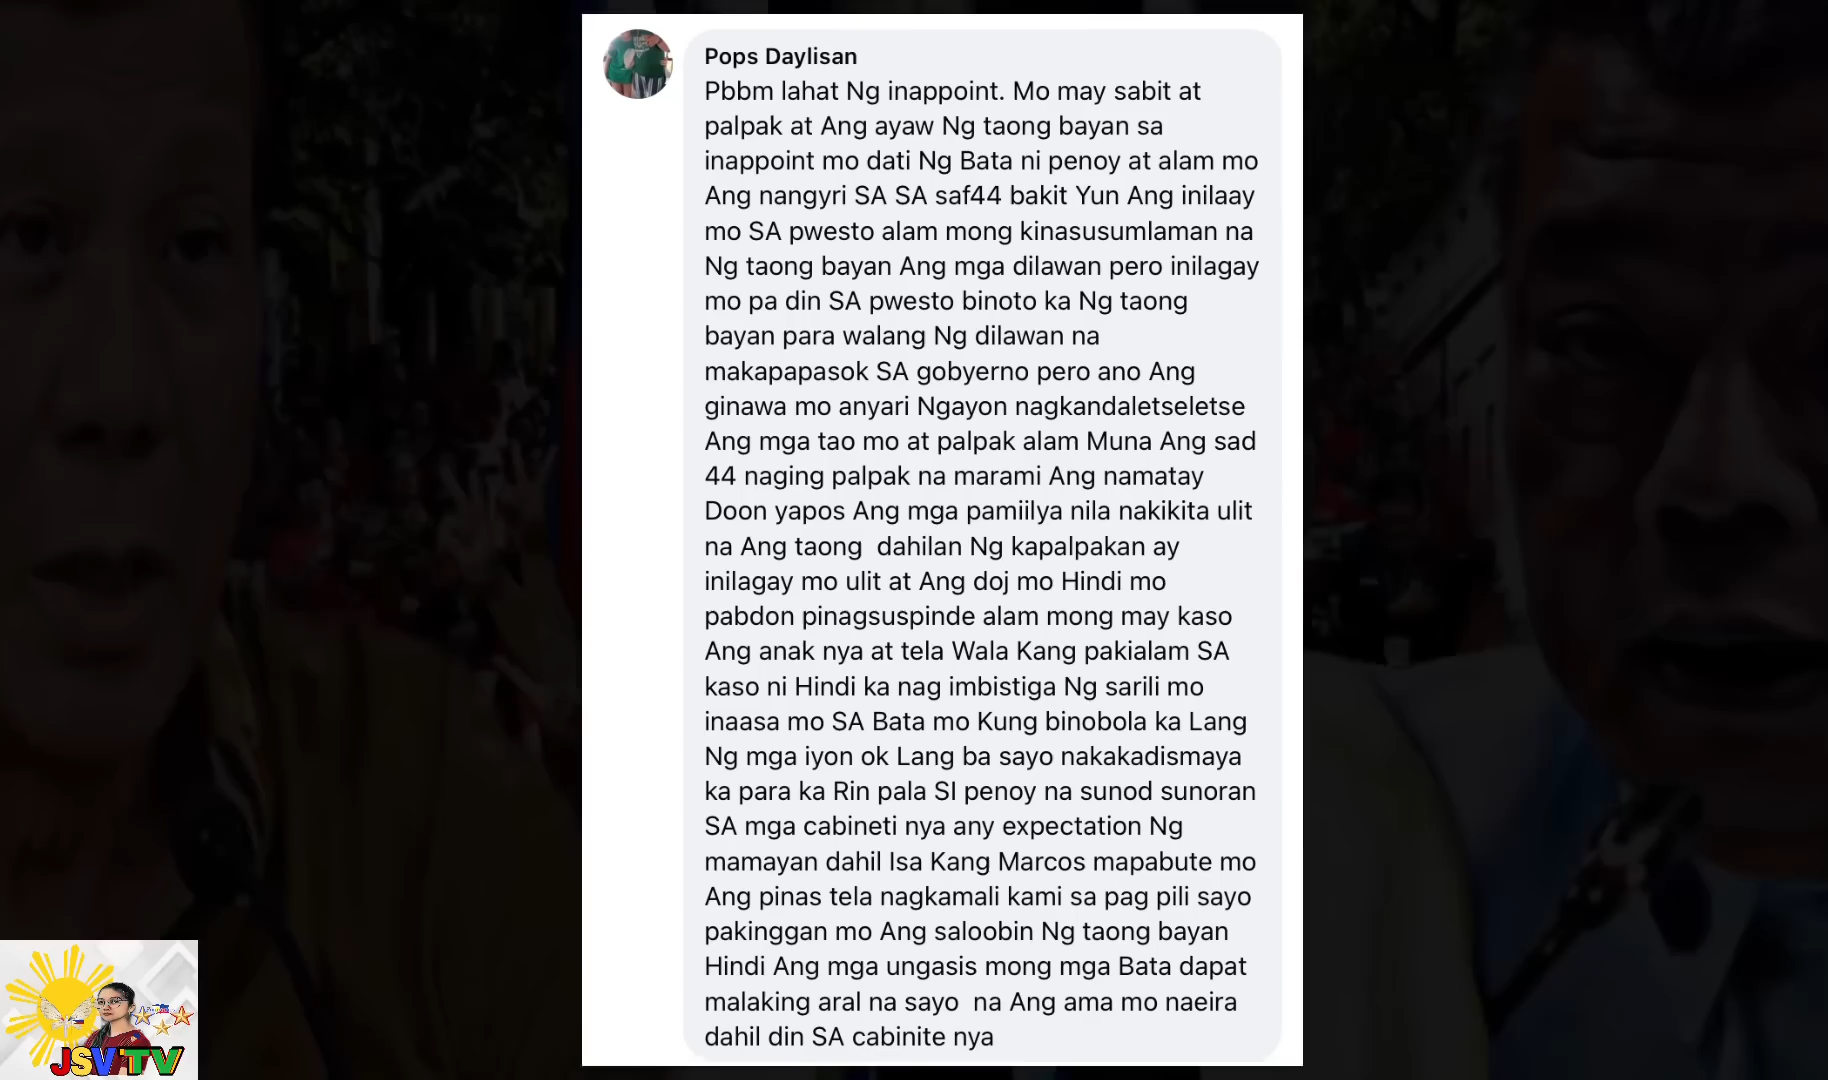 Pops Daylisan
Pbbm lahat Ng inappoint. Mo may sabit at
palpak at Ang ayaw Ng taong bayan sa
inappoint mo dati Ng Bata ni penoy at alam mo
Ang nangyri SA SA saf44 bakit Yun Ang inilaay
mo SA pwesto alam mong kinasusumlaman na
Ng taong bayan Ang mga dilawan pero inilagay
mo pa din SA pwesto binoto ka Ng taong
bayan para walang Ng dilawan na
makapapasok SA gobyerno pero ano Ang
ginawa mo anyari Ngayon nagkandaletseletse
Ang mga tao mo at palpak alam Muna Ang sad
44 naging palpak na marami Ang namatay
Doon yapos Ang mga pamiilya nila nakikita ulit
na Ang taong  dahilan Ng kapalpakan ay
inilagay mo ulit at Ang doj mo Hindi mo
pabdon pinagsuspinde alam mong may kaso
Ang anak nya at tela Wala Kang pakialam SA
kaso ni Hindi ka nag imbistiga Ng sarili mo
inaasa mo SA Bata mo Kung binobola ka Lang
Ng mga iyon ok Lang ba sayo nakakadismaya
ka para ka Rin pala SI penoy na sunod sunoran
SA mga cabineti nya any expectation Ng
mamayan dahil Isa Kang Marcos mapabute mo
Ang pinas tela nagkamali kami sa pag pili sayo
pakinggan mo Ang saloobin Ng taong bayan
Hindi Ang mga ungasis mong mga Bata dapat
malaking aral na sayo  na Ang ama mo naeira
dahil din SA cabinite nya
JSV TV